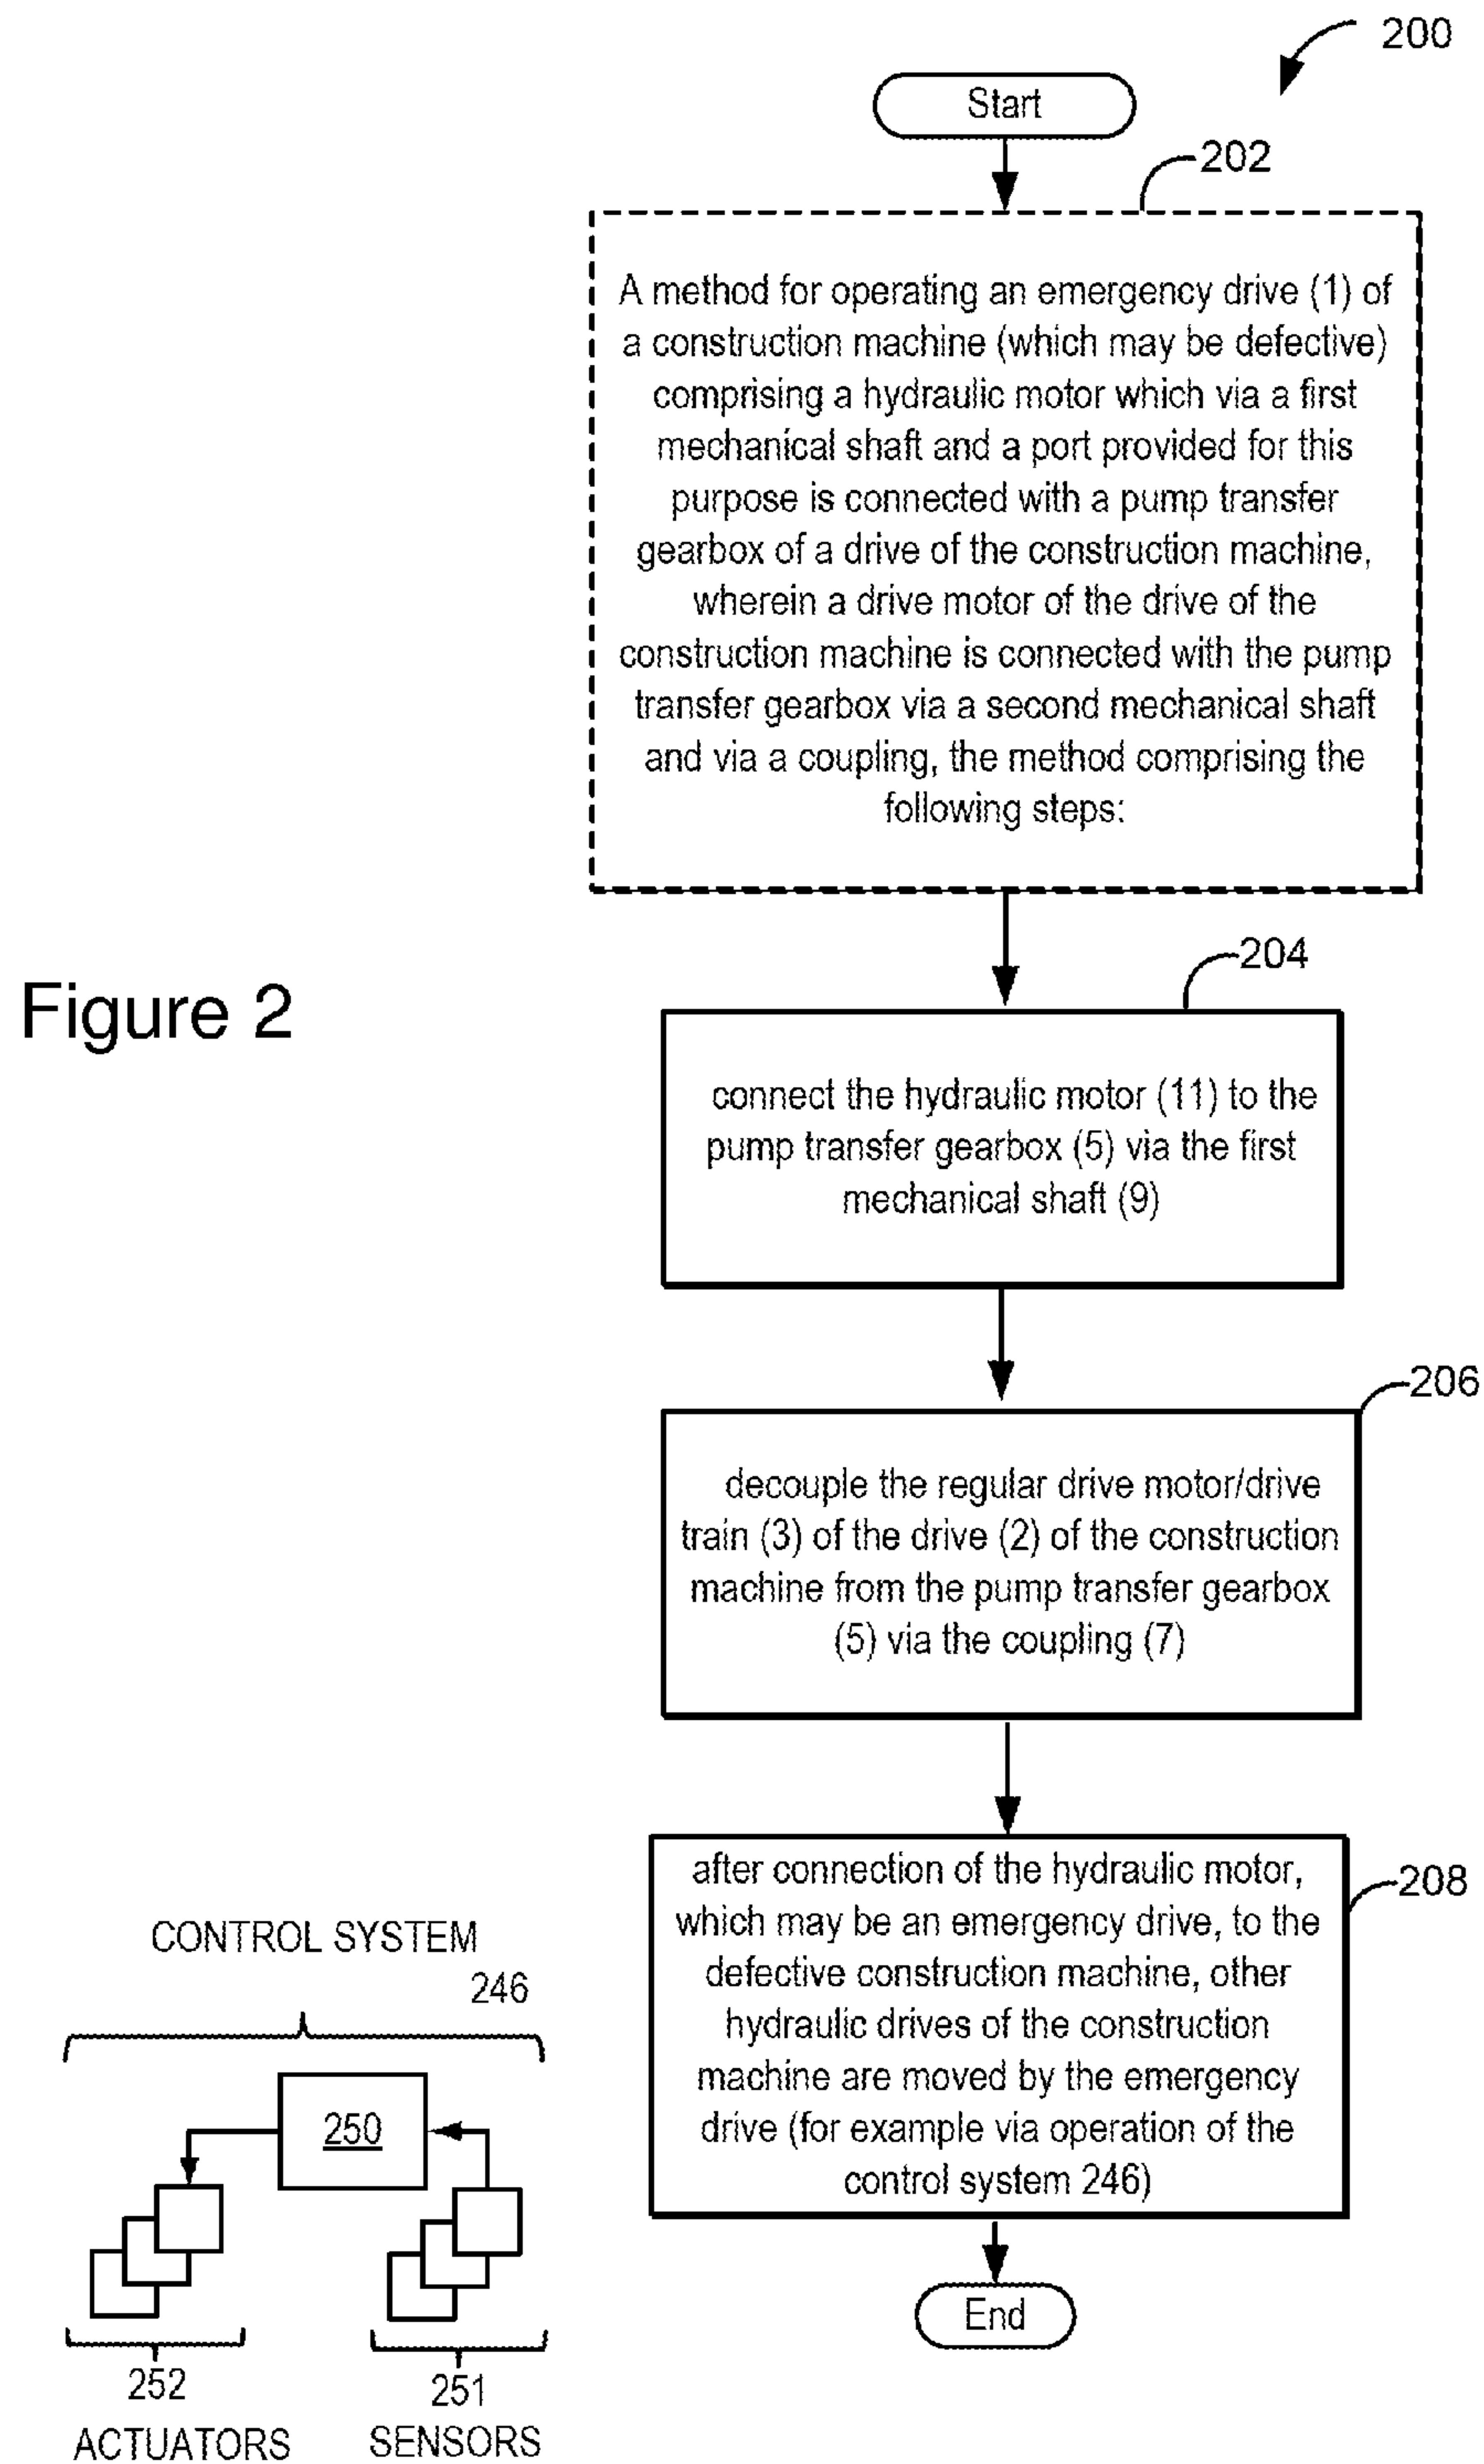 200
Start
202
A method for operating an emergency drive (1) of
a construction machine (which may be defective)
comprising a hydraulic motor which via a first
mechanical shaft and a port provided for this
purpose is connected with a pump transfer
gearbox of a drive of the construction machine,
wherein a drive motor of the drive of the
construction machine is connected with the pump
transfer gearbox via a second mechanical shaft
and via a coupling, the method comprising the
following steps:
204
Figure 2
connect the hydraulic motor (11) to the
pump transfer gearbox (5) via the first
mechanical shaft (9)
206
decouple the regular drive motor/drive
train (3) of the drive (2) of the construction
machine from the pump transfer gearbox
(5) via the coupling (7)
208
after connection of the hydraulic motor,
which may be an emergency drive, to the
defective construction machine, other
hydraulic drives of the construction
machine are moved by the emergency
drive (for example via operation of the
control system 246)
End
CONTROL SYSTEM
246
250
252
ACTUATORS
251
SENSORS